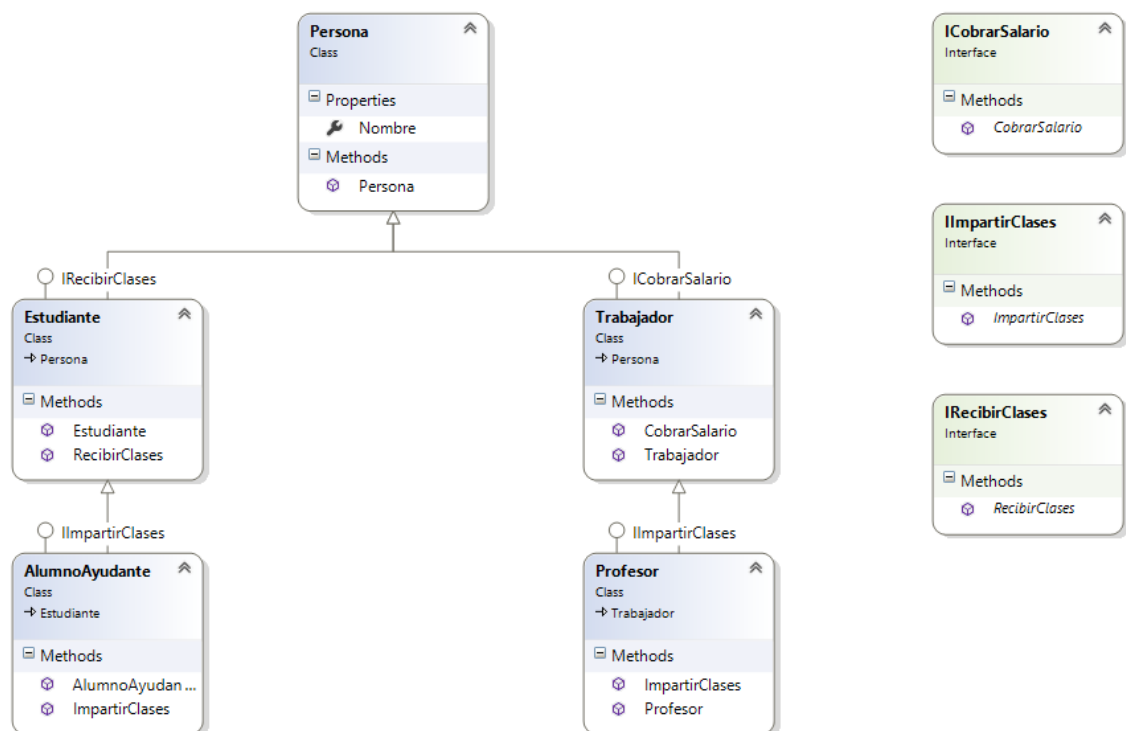 Persona
Class
Properties
Nombre
Methods
Persona
ICobrarSalario
Interface
Methods
CobrarSalario
IImpartirClases
Interface
Methods
ImpartirClases
IRecibirClases
Interface
Methods
RecibirClases
IRecibirClases
Estudiante
Class
Persona
Methods
Estudiante
RecibirClases
ICobrarSalario
Trabajador
Class
Persona
Methods
CobrarSalario
Trabajador
IImpartirClases
AlumnoAyudante
Class
Estudiante
Methods
AlumnoAyudan ...
ImpartirClases
IImpartirClases
Profesor
Class
Trabajador
Methods
ImpartirClases
Profesor